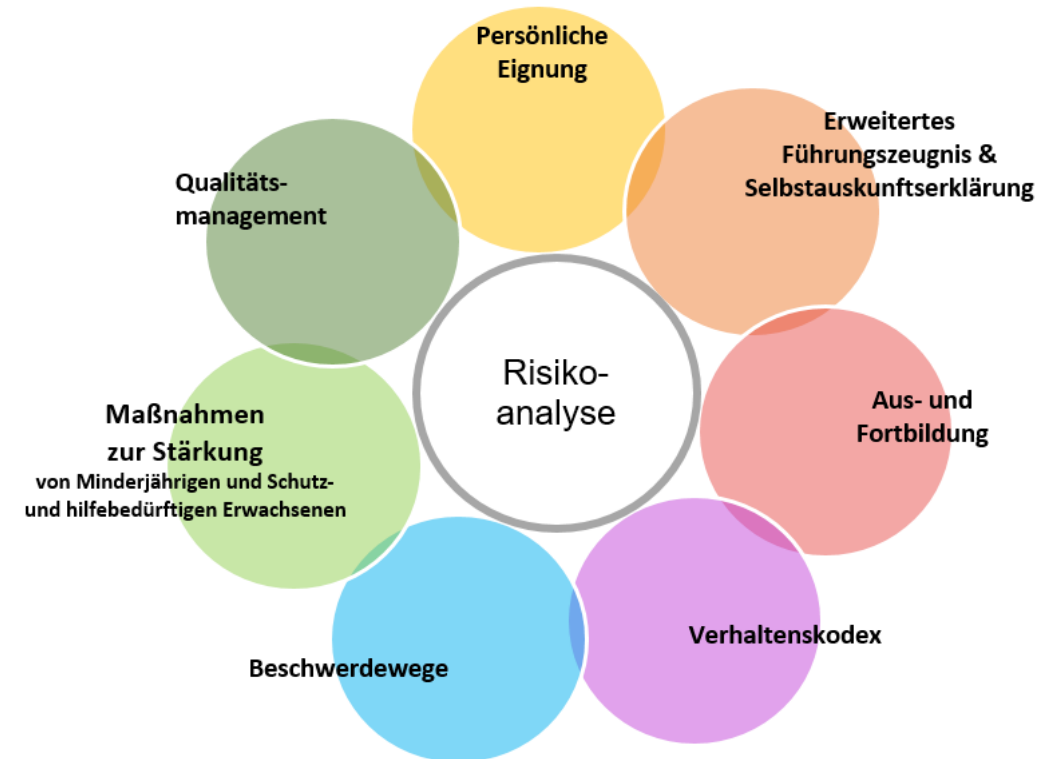 Persönliche
Eignung
Erweitertes
Führungszeugnis &
Selbstauskunftserklärung
Aus- und
Fortbildung
Verhaltenskodex
Beschwerdewege
Maßnahmen
zur Stärkung
von Minderjährigen und Schutz-
und hilfebedürftigen Erwachsenen
Qualitäts-
management
Risiko-
analyse